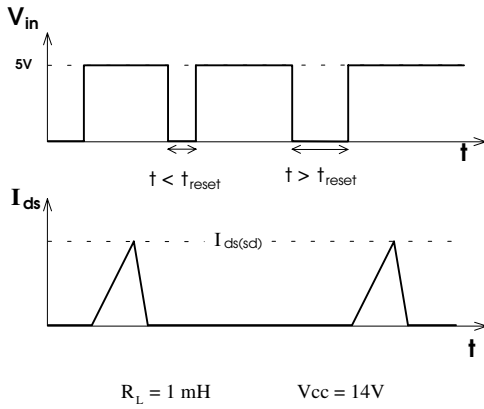 V_in
5V
t
t < t_reset
t > t_reset
I_ds
I_ds(sd)
t
R_L = 1 mH
Vcc = 14V